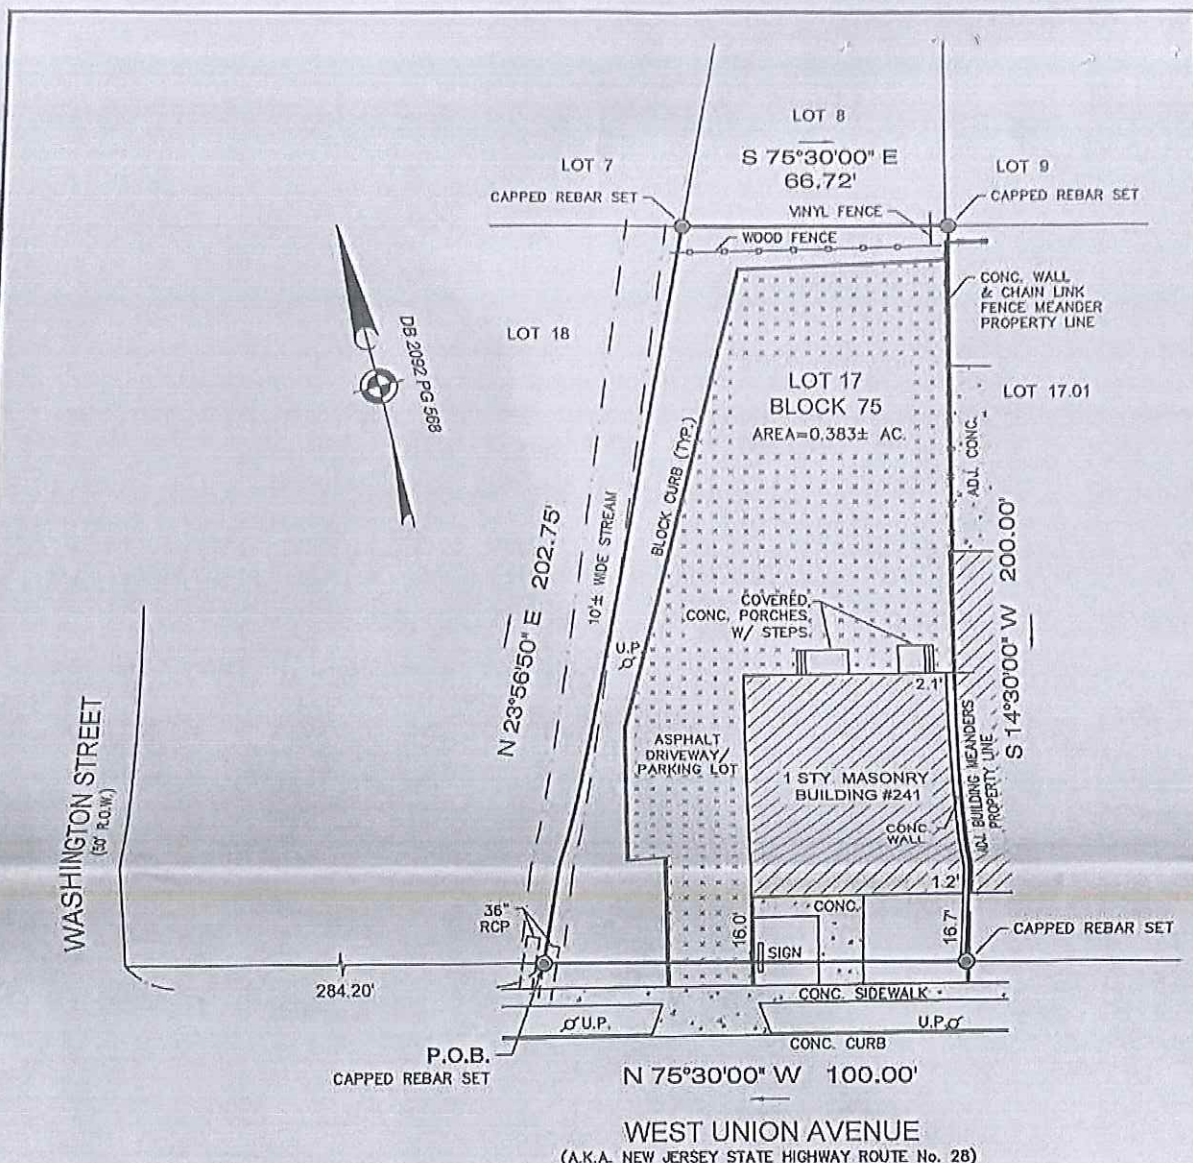 LOT 8
S 75°30'00" E
66.72'
LOT 7
LOT 9
CAPPED REBAR SET
CAPPED REBAR SET
VINYL FENCE
WOOD FENCE
CONC. WALL
& CHAIN LINK
FENCE MEANDER
PROPERTY LINE
DB 2092 PG 568
LOT 18
LOT 17
BLOCK 75
AREA=0.383± AC.
LOT 17.01
BLOCK CURB (TYP.)
ADJ. CONC.
N 23°56'50" E 202.75'
10'± WIDE STREAM
S 14°30'00" W 200.00'
COVERED
CONC. PORCHES
W/ STEPS
U.P.
2.1'
WASHINGTON STREET
(50' R.O.W.)
ASPHALT
DRIVEWAY/
PARKING LOT
1 STY. MASONRY
BUILDING #241
ADJ. BUILDING MEANDERS
PROPERTY LINE
CONC.
WALL
1.2'
36"
RCP
CONC.
16.0'
16.7'
CAPPED REBAR SET
SIGN
284.20'
CONC. SIDEWALK
U.P.
U.P.
CONC. CURB
P.O.B.
CAPPED REBAR SET
N 75°30'00" W 100.00'
WEST UNION AVENUE
(A.K.A. NEW JERSEY STATE HIGHWAY ROUTE No. 28)